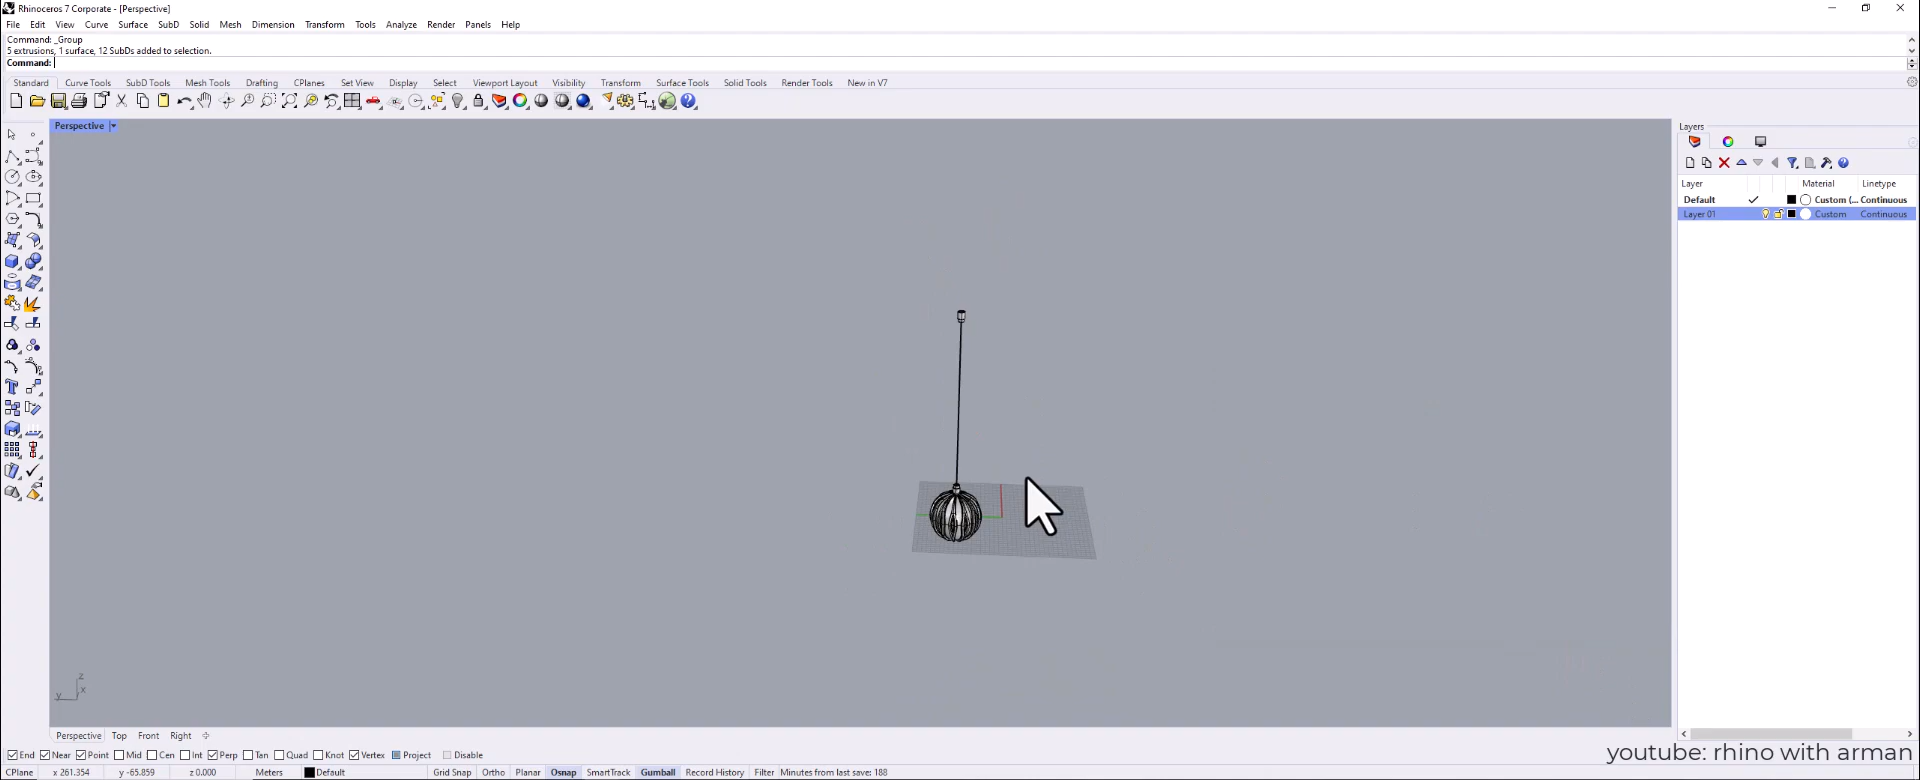 Rhinoceros 7 Corporate - [Perspective]
File Edit View Curve Surface SubD Solid Mesh Dimension Transform Tools Analyze Render Panels Help
Command: _Group
5 extrusions, 1 surface, 12 SubDs added to selection.
Command:
Standard Curve Tools SubD Tools Mesh Tools Drafting CPlanes Set View Display Select Viewport Layout Visibility Transform Surface Tools Solid Tools Render Tools New in V7
Perspective
Layers
Layer Material Linetype
Default Custom (... Continuous
Layer 01 Custom Continuous
z
y x
Perspective Top Front Right
End Near Point Mid Cen Int Perp Tan Quad Knot Vertex Project Disable
youtube: rhino with arman
CPlane x 261.354 y -65.859 z 0.000 Meters Default Grid Snap Ortho Planar Osnap SmartTrack Gumball Record History Filter Minutes from last save: 188